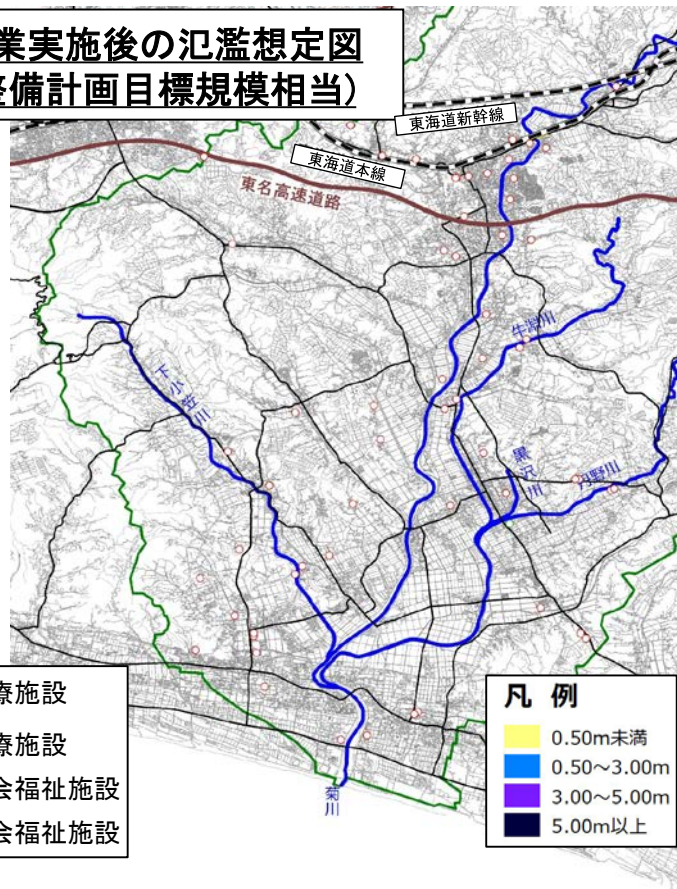 業実施後の氾濫想定図
備計画目標規模相当)
東海道新幹線
東海道本線
東名高速道路
牛淵川
下小笠川
黒沢川
丹野川
療施設
療施設
会福祉施設
会福祉施設
菊川
凡 例
0.50m未満
0.50～3.00m
3.00～5.00m
5.00m以上